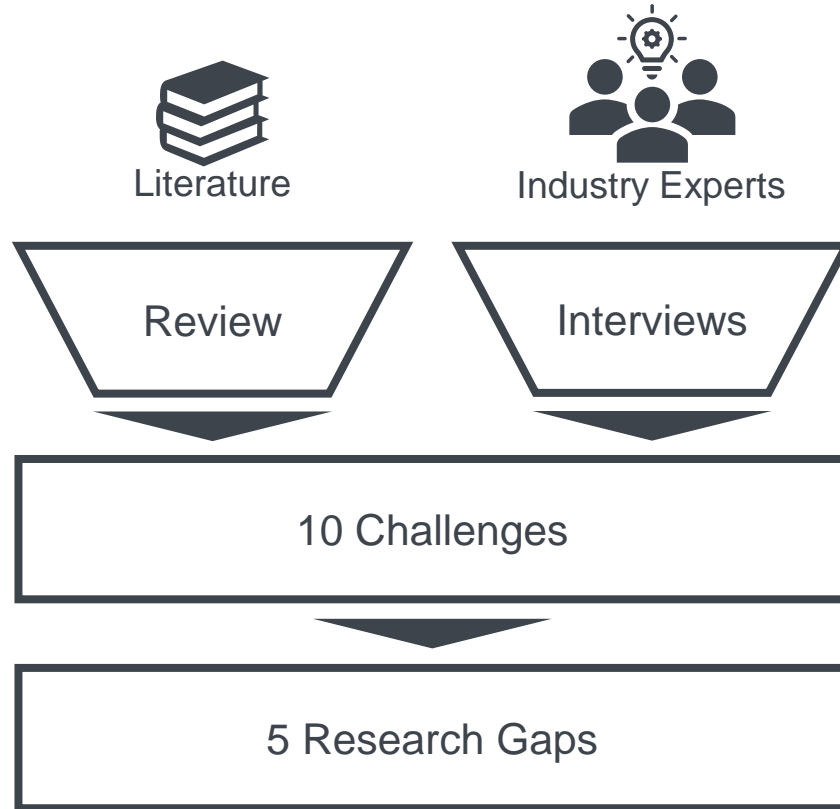 Literature
Industry Experts
Review
Interviews
10 Challenges
5 Research Gaps